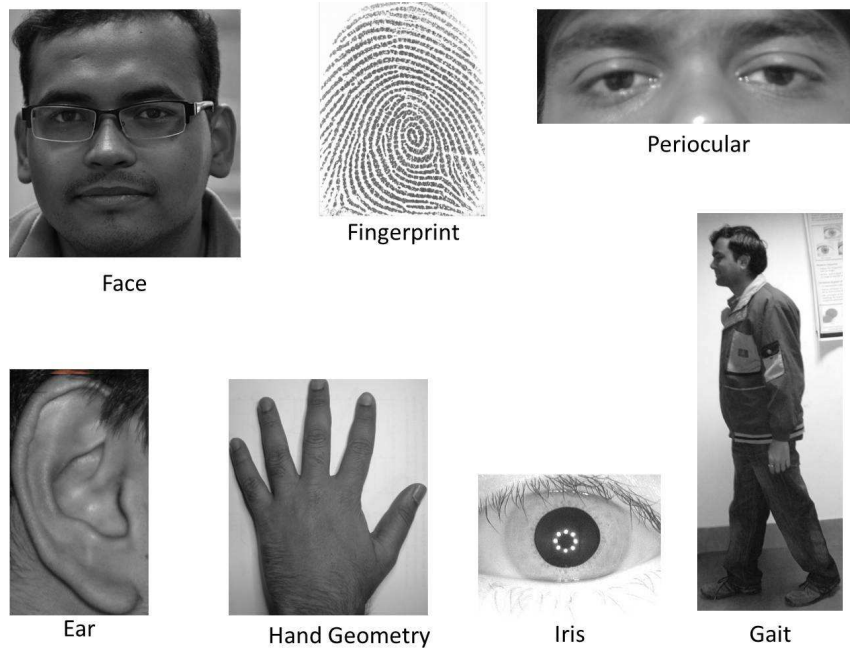 Face
Fingerprint
Periocular
Ear
Hand Geometry
Iris
Gait